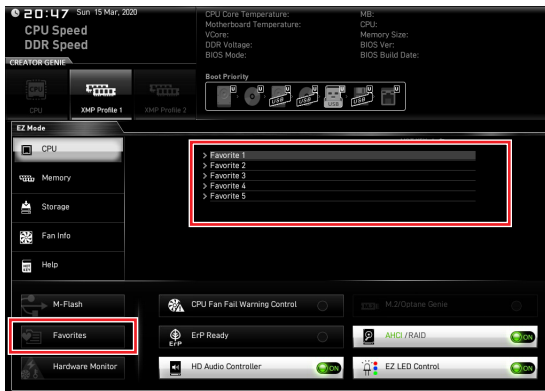 20:47 Sun 15 Mar, 2020
CPU Speed
DDR Speed
CREATOR GENIE
CPU
XMP Profile 1
XMP Profile 2
CPU Core Temperature:
Motherboard Temperature:
VCore:
DDR Voltage:
BIOS Mode:
MB:
CPU:
Memory Size:
BIOS Ver:
BIOS Build Date:
Boot Priority
U U USB U USB U USB U USB U U
EZ Mode
CPU
Memory
Storage
Fan Info
Help
> Favorite 1
> Favorite 2
> Favorite 3
> Favorite 4
> Favorite 5
M-Flash
Favorites
Hardware Monitor
CPU Fan Fail Warning Control
ErP
ErP Ready
HD Audio Controller
ON
M.2/Optane Genie
AHCI /RAID
ON
EZ LED Control
ON